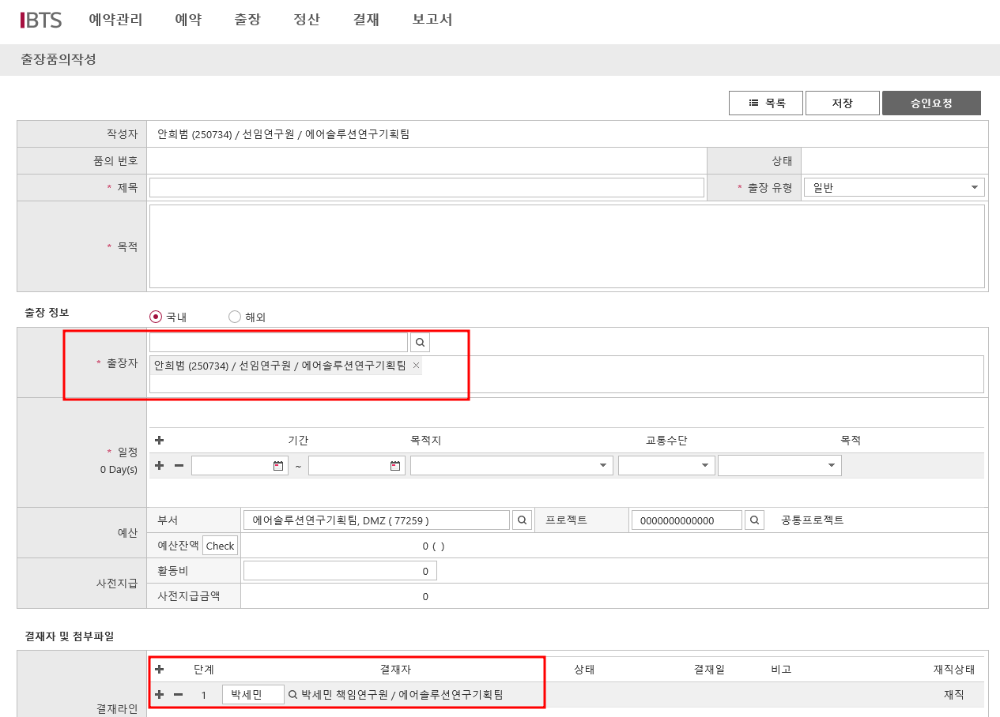 BTS 예약관리 예약 출장 정산 결재 보고서
출장품의작성
목록 저장 승인요청
작성자 안희범 (250734) / 선임연구원 / 에어솔루션연구기획팀
품의 번호 상태
* 제목 * 출장 유형 일반
* 목적
출장 정보 국내 해외
* 출장자
안희범 (250734) / 선임연구원 / 에어솔루션연구기획팀 ×
기간 목적지 교통수단 목적
* 일정
0 Day(s)
~
예산
부서 에어솔루션연구기획팀, DMZ ( 77259 ) 프로젝트 0000000000000 공통프로젝트
예산잔액 Check 0 ( )
사전지급
활동비 0
사전지급금액 0
결재자 및 첨부파일
단계 결재자 상태 결재일 비고 재직상태
1 박세민 박세민 책임연구원 / 에어솔루션연구기획팀 재직
결재라인